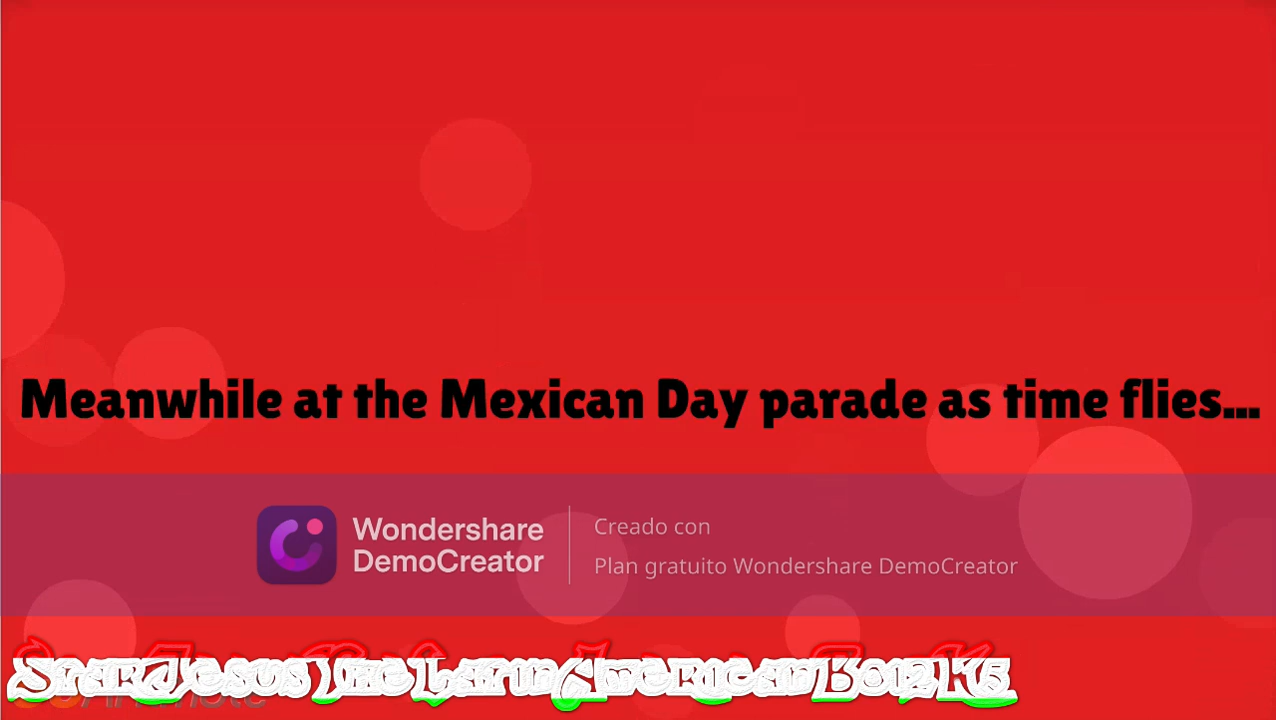 Meanwhile at the Mexican Day parade as time flies...
Wondershare
DemoCreator
Creado con
Plan gratuito Wondershare DemoCreator